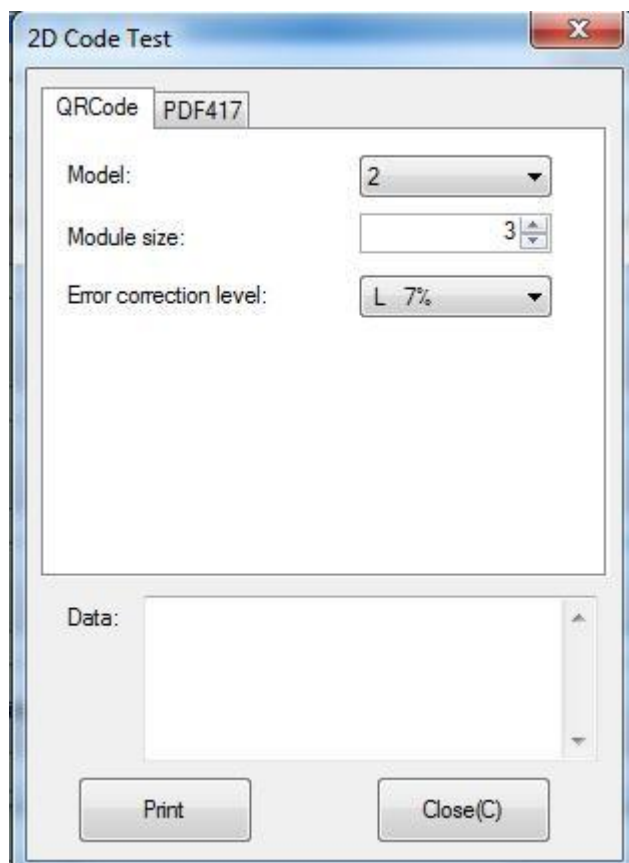 2D Code Test
QRCode PDF417
Model: 2
Module size: 3
Error correction level: L 7%
Data:
Print Close(C)